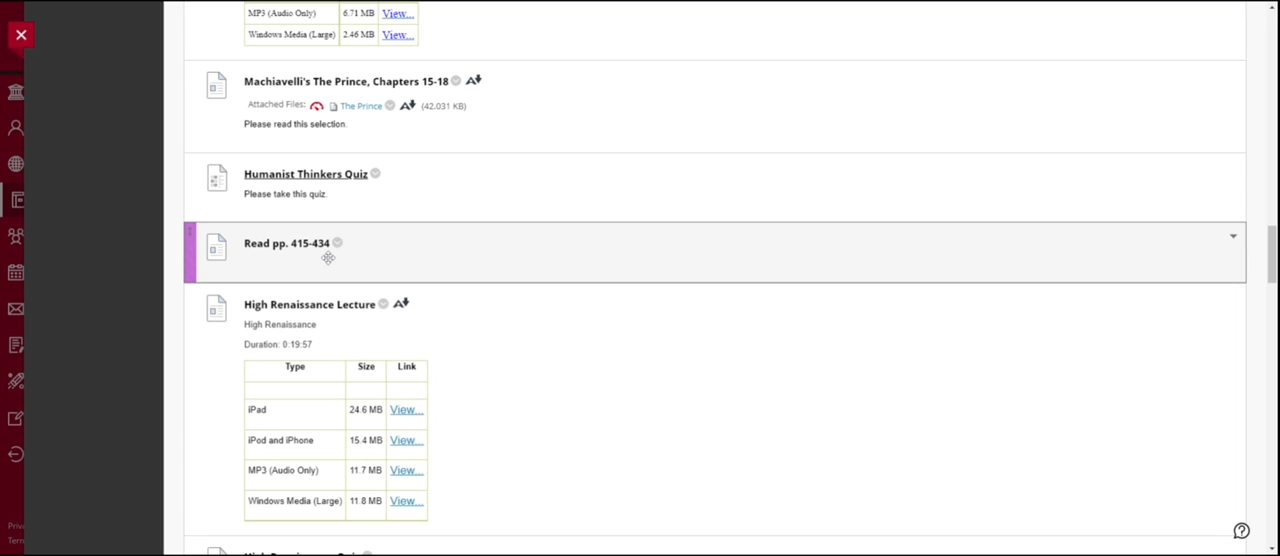 MP3 (Audio Only) 6.71 MB View...
Windows Media (Large) 2.46 MB View...
Machiavelli's The Prince, Chapters 15-18
Attached Files: The Prince (42.031 KB)
Please read this selection.
Humanist Thinkers Quiz
Please take this quiz.
Read pp. 415-434
High Renaissance Lecture
High Renaissance
Duration: 0:19:57
Type Size Link
iPad 24.6 MB View...
iPod and iPhone 15.4 MB View...
MP3 (Audio Only) 11.7 MB View...
Windows Media (Large) 11.8 MB View...
Priv
Tern